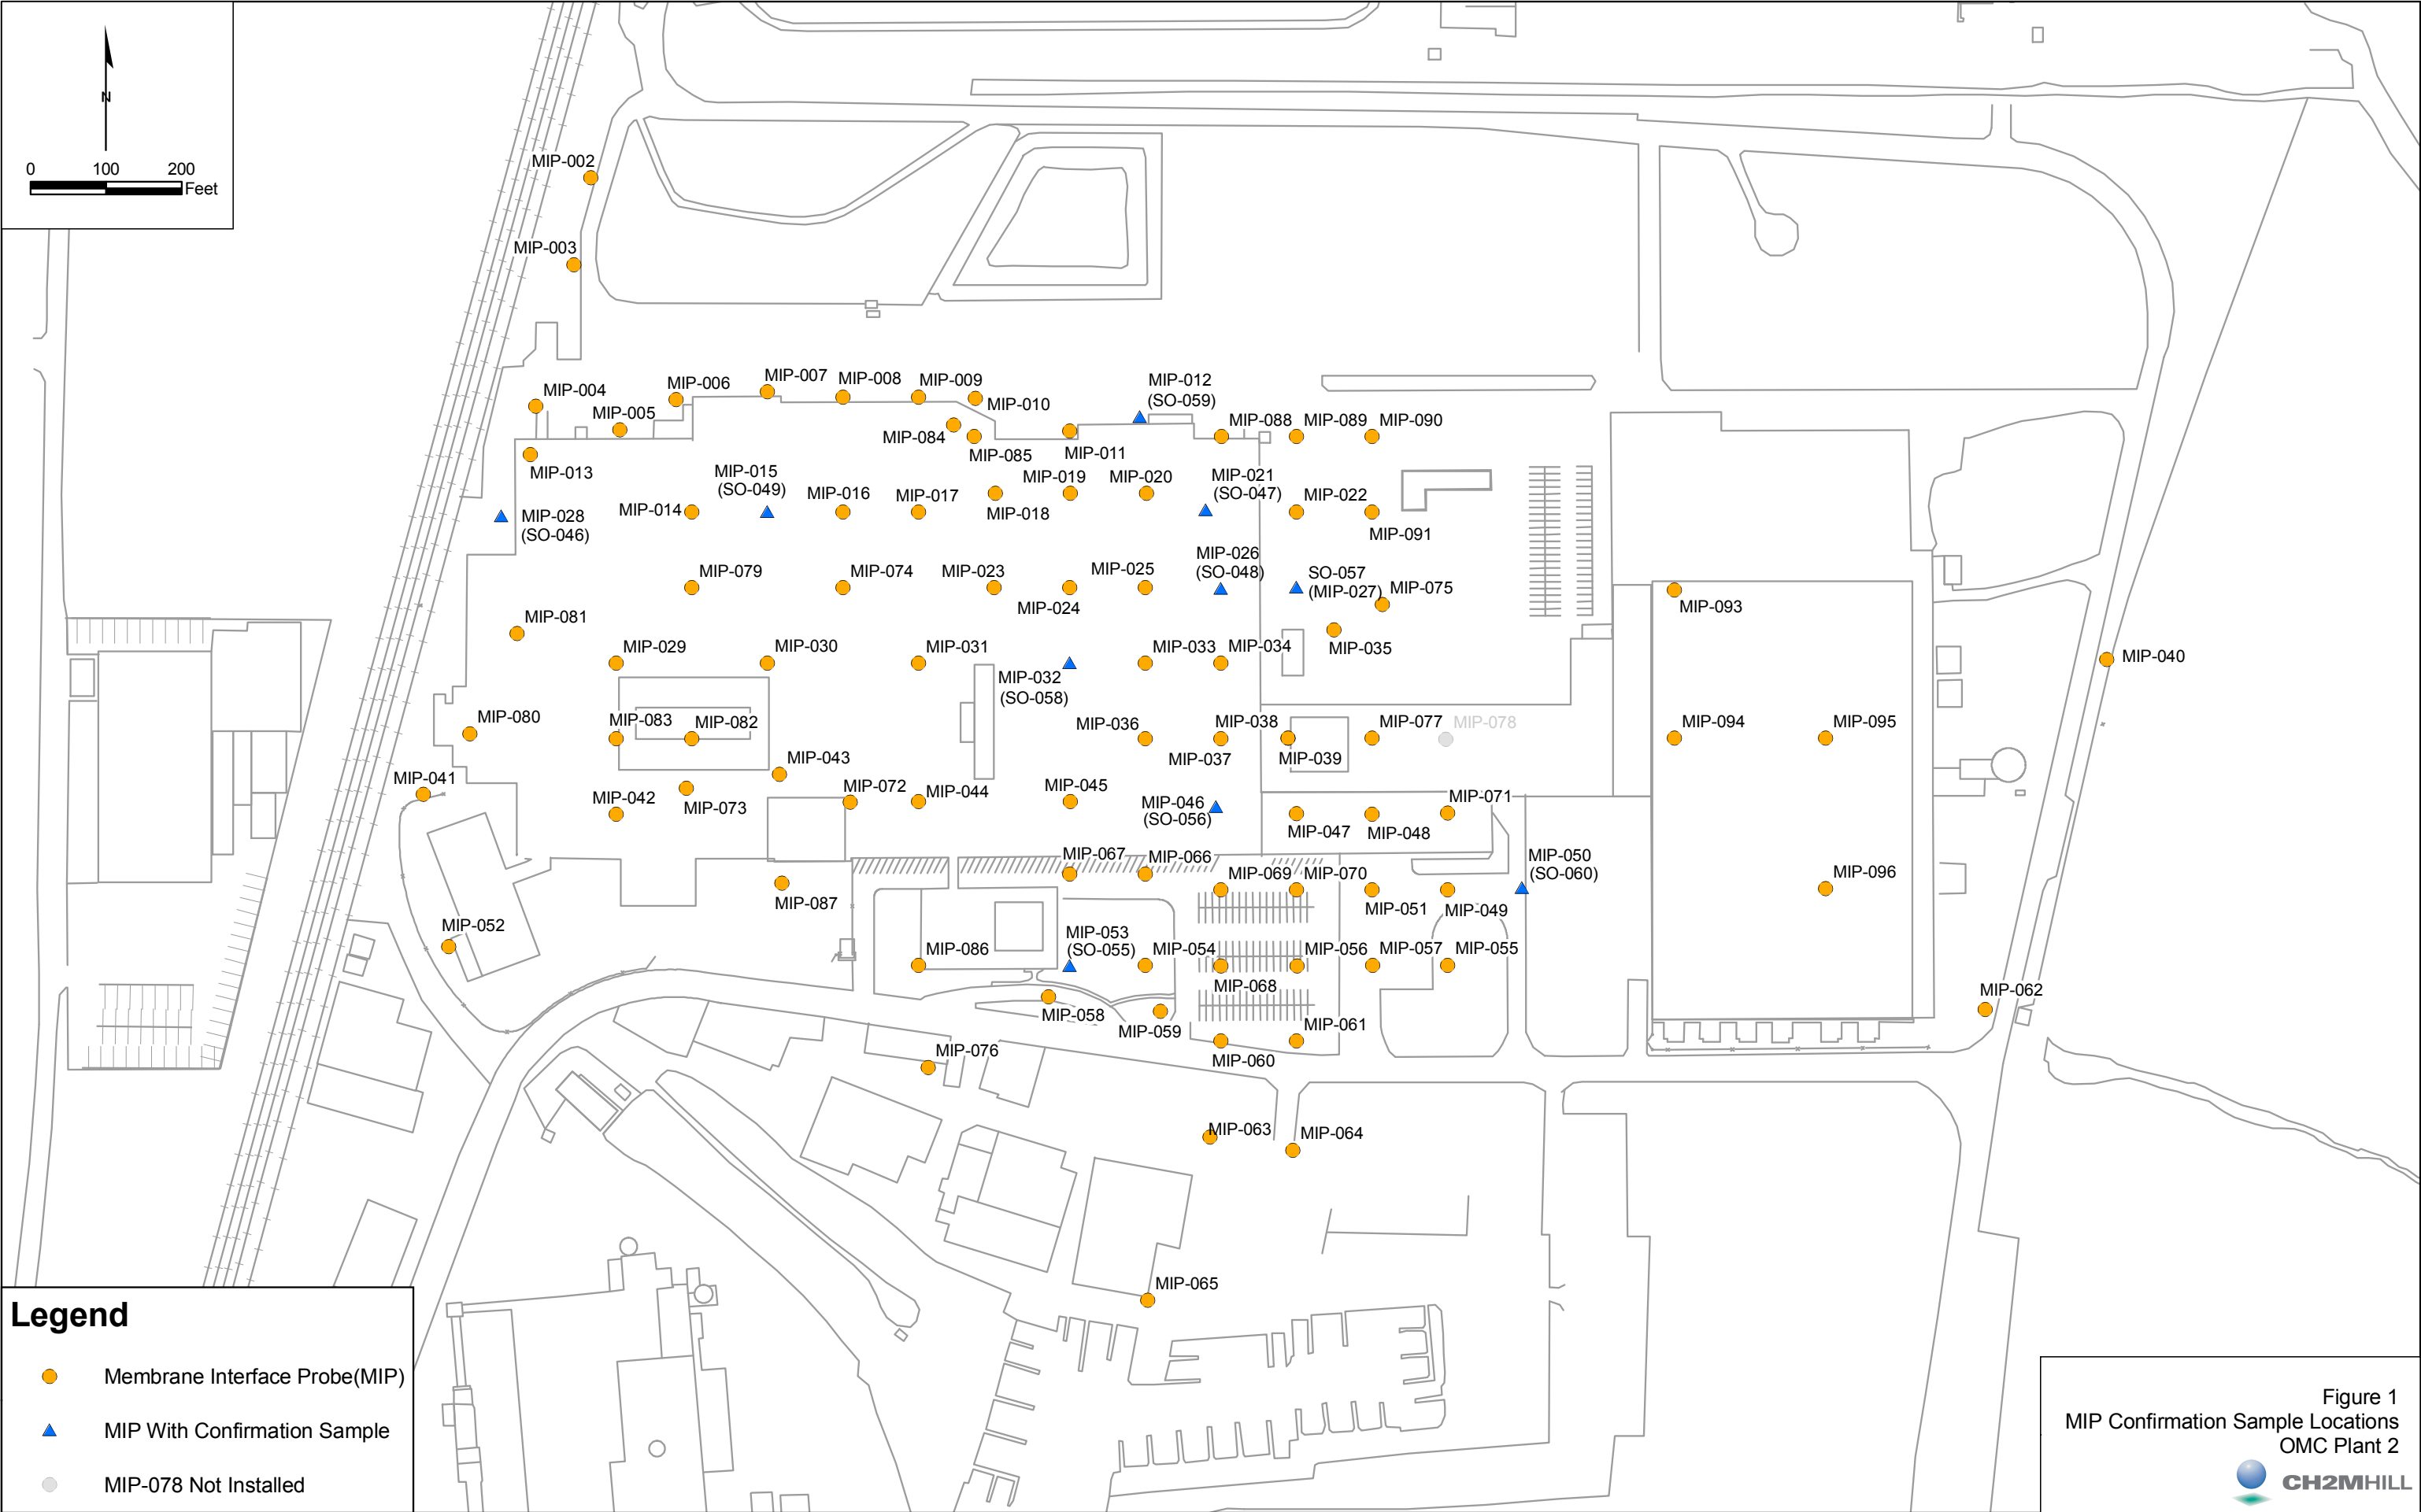 N
0 100 200
Feet
MIP-002
MIP-003
MIP-004
MIP-005
MIP-006
MIP-007
MIP-008
MIP-009
MIP-010
MIP-012
(SO-059)
MIP-084
MIP-085
MIP-011
MIP-088
MIP-089
MIP-090
MIP-013
MIP-015
(SO-049)
MIP-014
MIP-016
MIP-017
MIP-018
MIP-019
MIP-020
MIP-021
(SO-047)
MIP-022
MIP-091
MIP-028
(SO-046)
MIP-079
MIP-074
MIP-023
MIP-024
MIP-025
MIP-026
(SO-048)
SO-057
(MIP-027)
MIP-075
MIP-093
MIP-081
MIP-029
MIP-030
MIP-031
MIP-032
(SO-058)
MIP-033
MIP-034
MIP-035
MIP-040
MIP-080
MIP-083
MIP-082
MIP-036
MIP-037
MIP-038
MIP-039
MIP-077
MIP-078
MIP-094
MIP-095
MIP-041
MIP-042
MIP-073
MIP-043
MIP-072
MIP-044
MIP-045
MIP-046
(SO-056)
MIP-047
MIP-048
MIP-071
MIP-067
MIP-066
MIP-069
MIP-070
MIP-051
MIP-049
MIP-050
(SO-060)
MIP-096
MIP-087
MIP-052
MIP-086
MIP-053
(SO-055)
MIP-054
MIP-068
MIP-056
MIP-057
MIP-055
MIP-058
MIP-059
MIP-060
MIP-061
MIP-062
MIP-076
MIP-063
MIP-064
MIP-065
Legend
Membrane Interface Probe(MIP)
MIP With Confirmation Sample
MIP-078 Not Installed
Figure 1
MIP Confirmation Sample Locations
OMC Plant 2
CH2MHILL